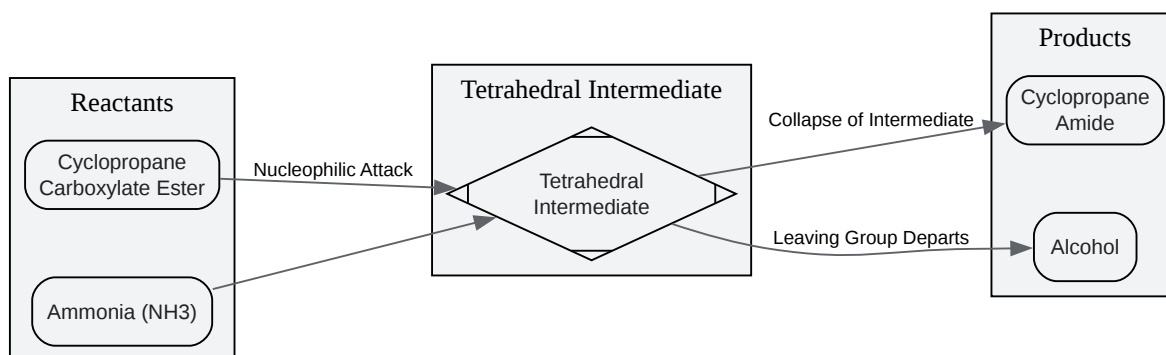 Reactants
Cyclopropane
Carboxylate Ester
Ammonia (NH3)
Nucleophilic Attack
Tetrahedral Intermediate
Tetrahedral
Intermediate
Collapse of Intermediate
Leaving Group Departs
Products
Cyclopropane
Amide
Alcohol